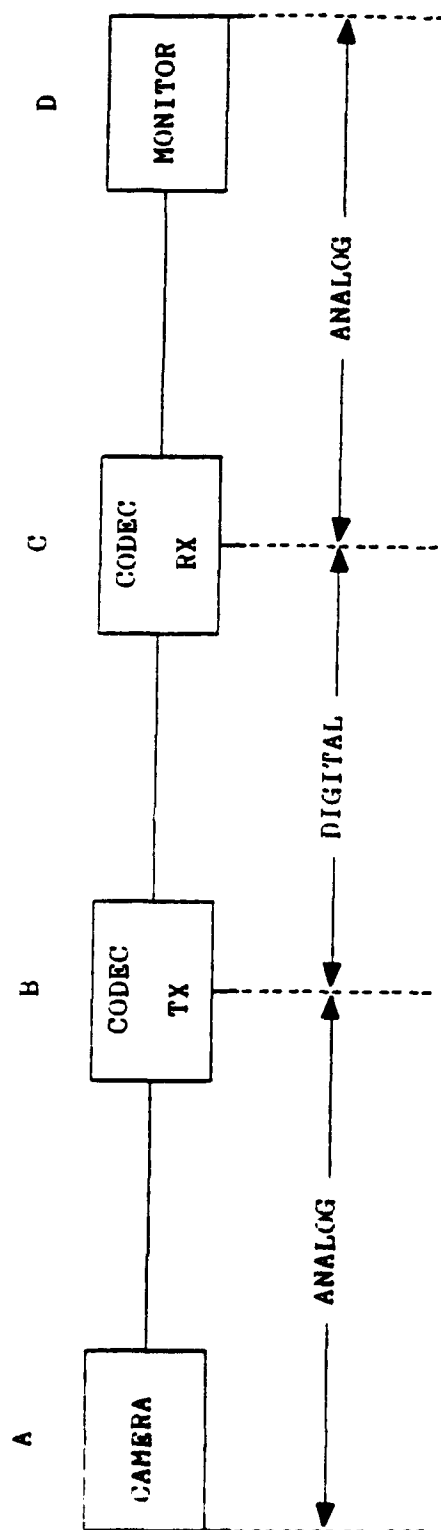 A
B
C
D
CAMERA
CODEC
TX
CODEC
RX
MONITOR
ANALOG
DIGITAL
ANALOG